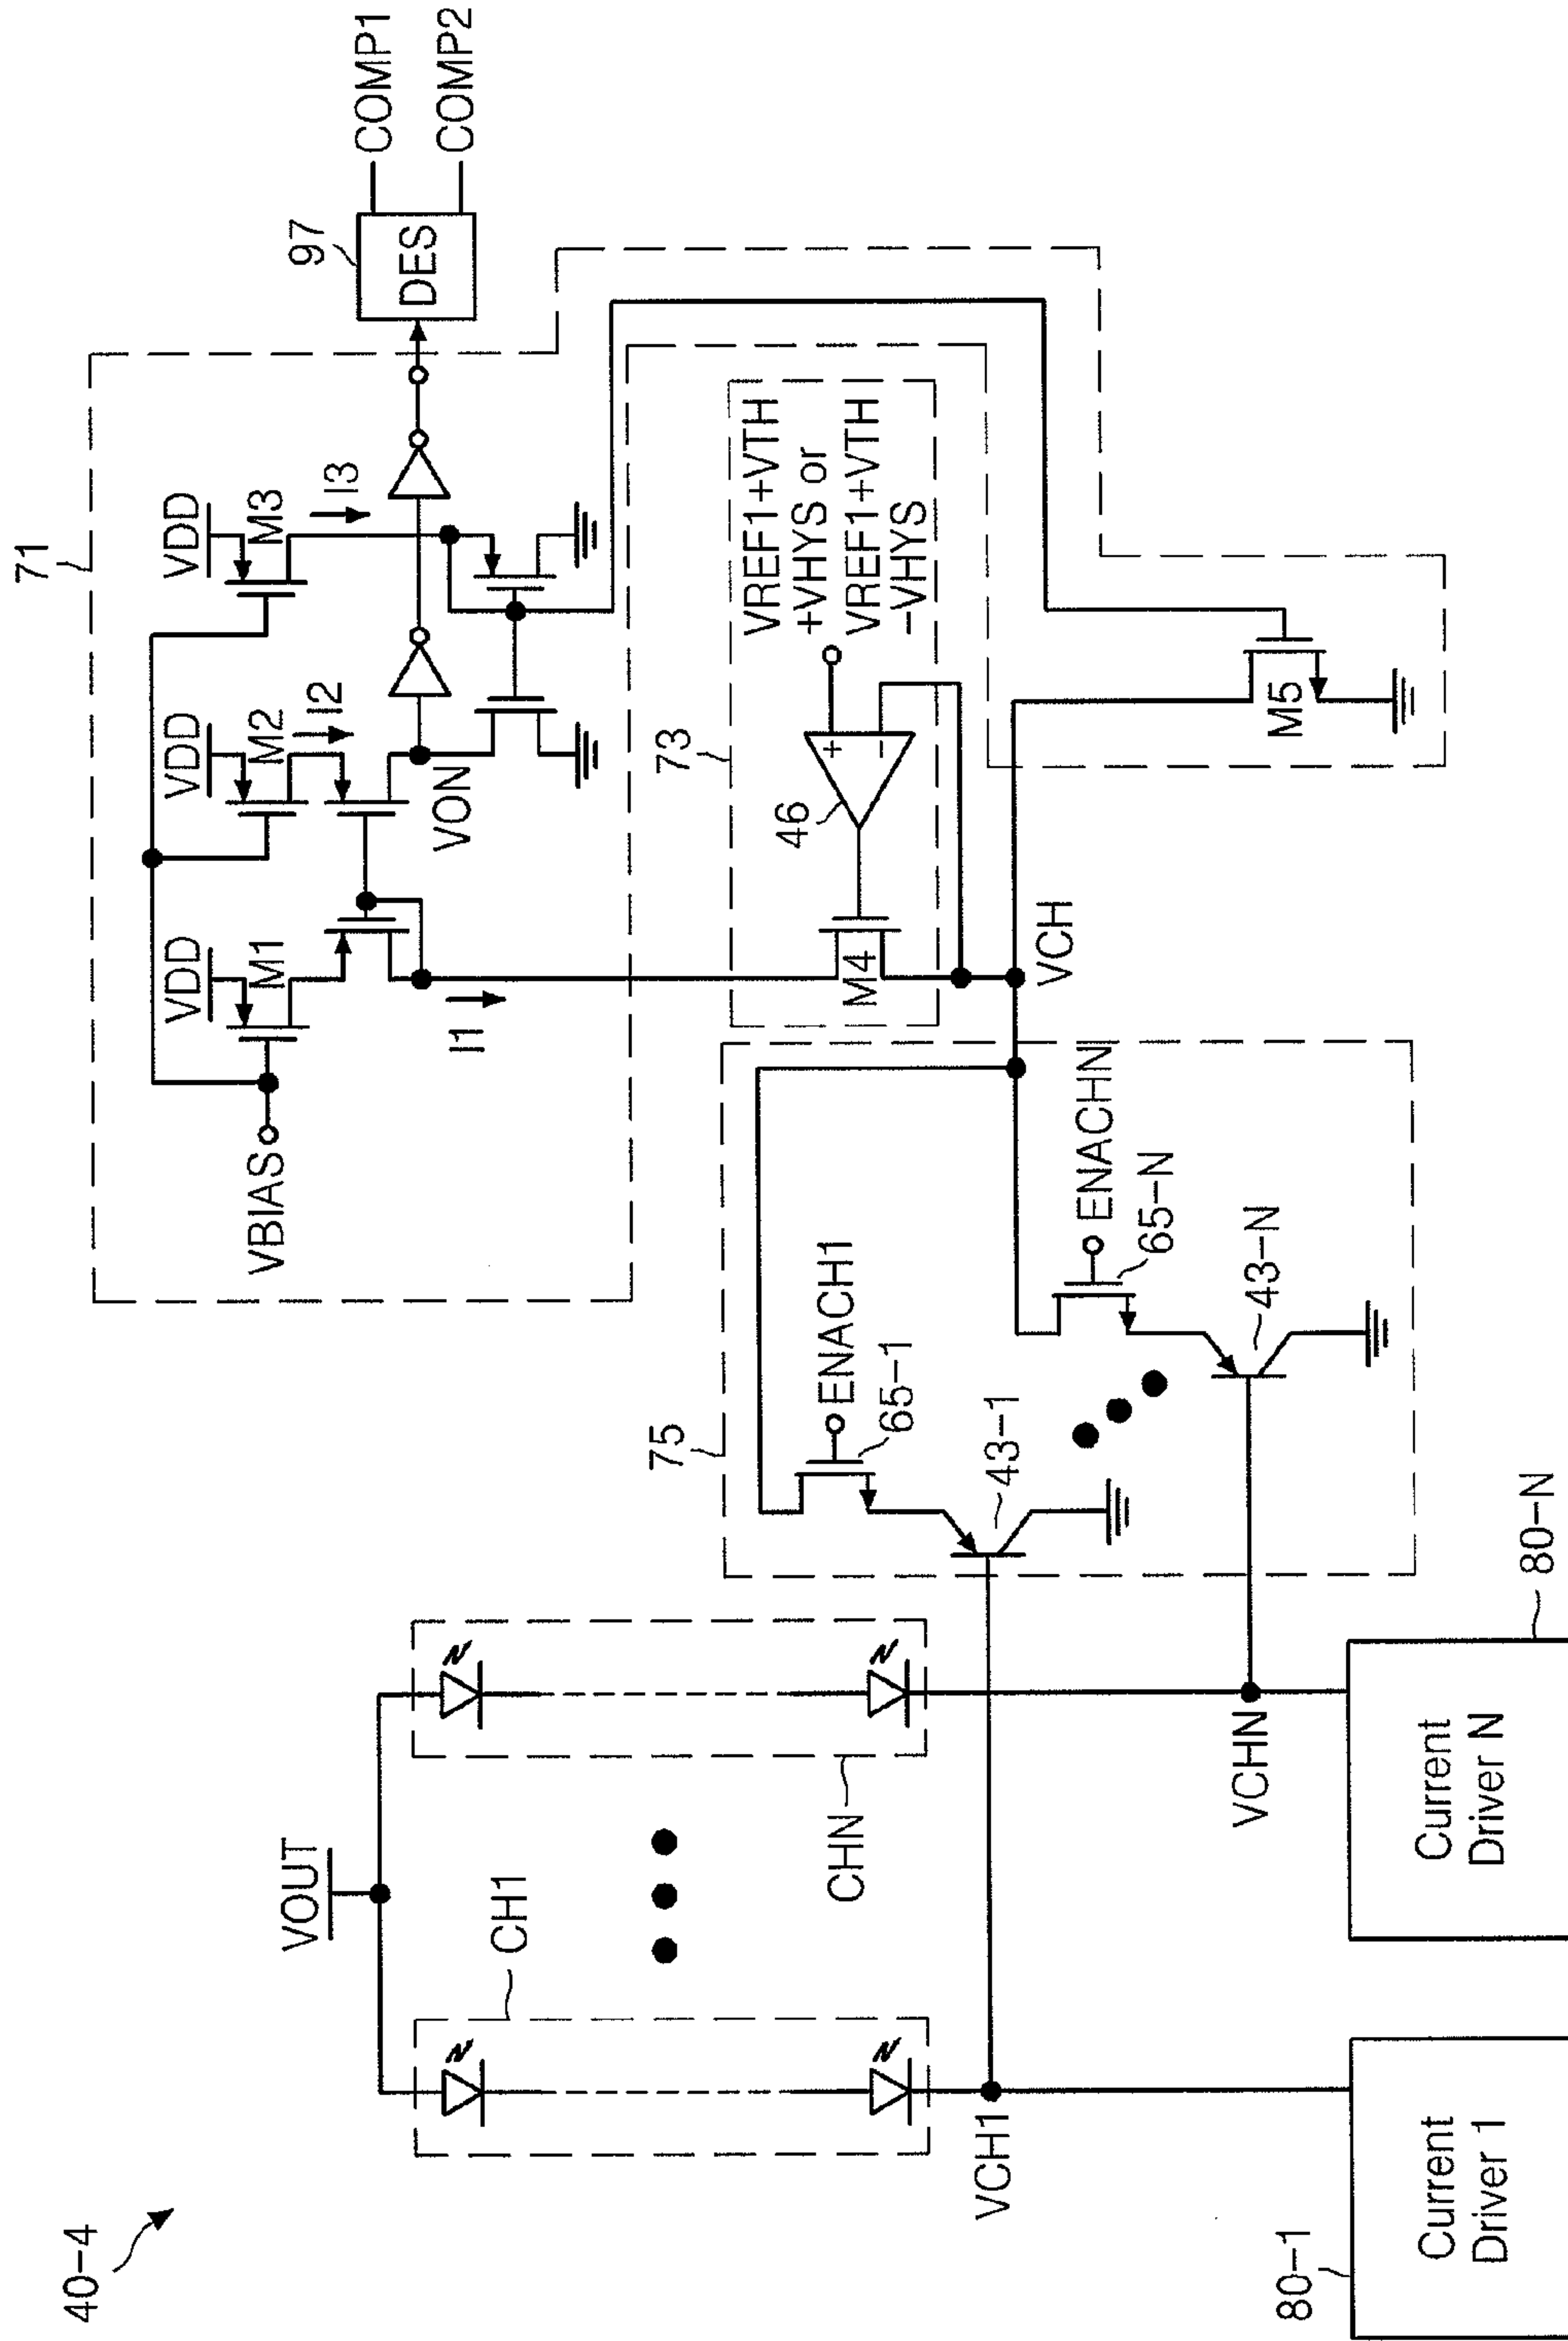 40-4
71
VBIAS
VDD
M1
I1
VDD
M2
I2
VON
VDD
M3
I3
97
DES
COMP1
COMP2
73
46
M4
VREF1+VTH
+VHYS or
VREF1+VTH
-VHYS
+
-
VCH
M5
75
ENACH1
65-1
43-1
ENACHN
65-N
43-N
VOUT
CH1
CHN
VCH1
VCHN
80-1
Current
Driver 1
80-N
Current
Driver N